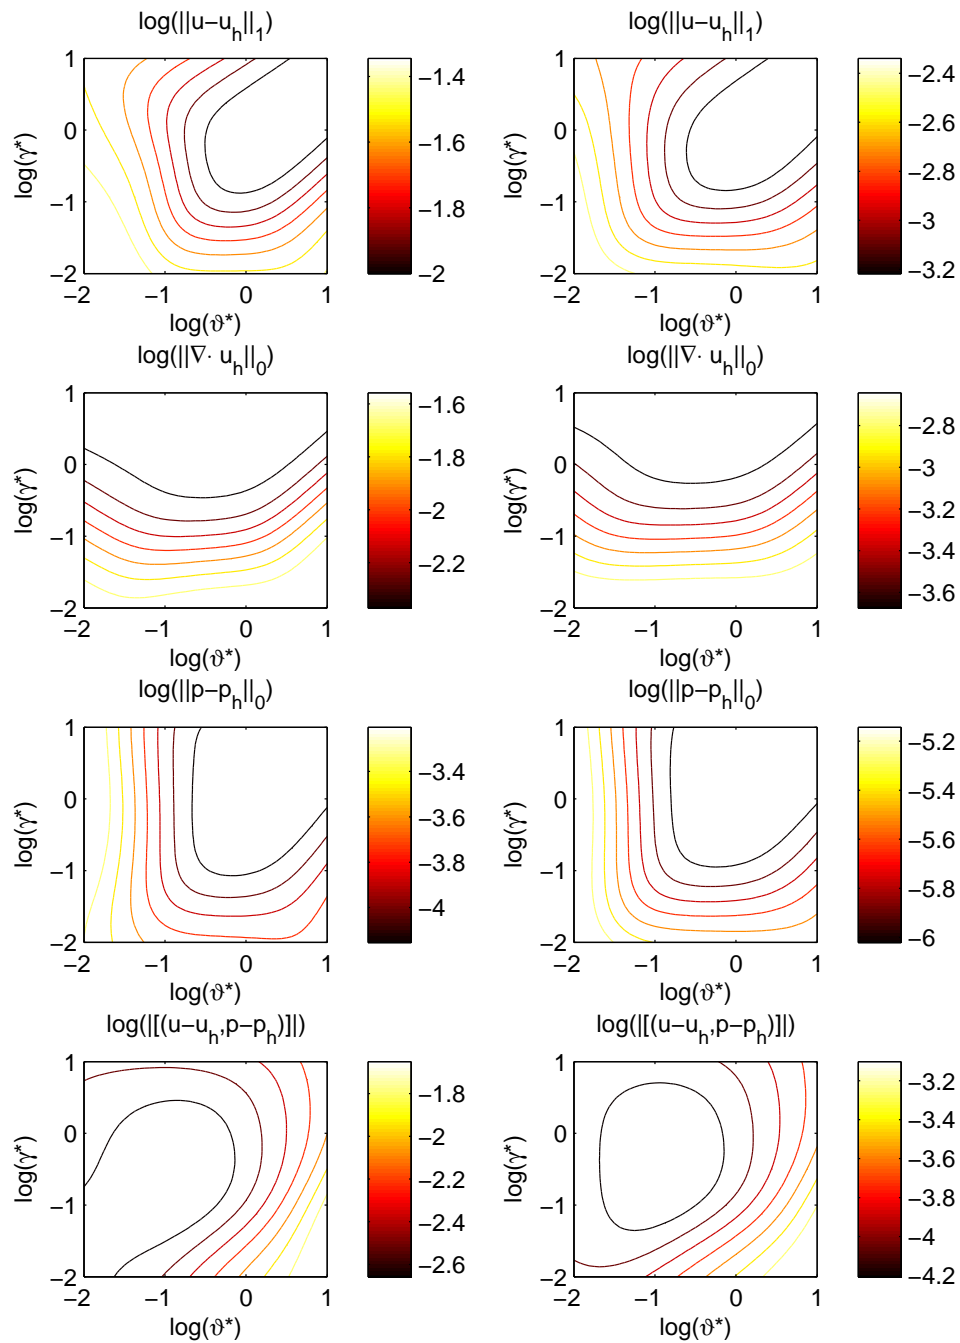 log(||u−u_h||_1)
1
0
−1
−2
log(γ*)
−2 −1 0 1
log(ϑ*)
−1.4
−1.6
−1.8
−2
log(||u−u_h||_1)
1
0
−1
−2
log(γ*)
−2 −1 0 1
log(ϑ*)
−2.4
−2.6
−2.8
−3
−3.2
log(||∇· u_h||_0)
1
0
−1
−2
log(γ*)
−2 −1 0 1
log(ϑ*)
−1.6
−1.8
−2
−2.2
log(||∇· u_h||_0)
1
0
−1
−2
log(γ*)
−2 −1 0 1
log(ϑ*)
−2.8
−3
−3.2
−3.4
−3.6
log(||p−p_h||_0)
1
0
−1
−2
log(γ*)
−2 −1 0 1
log(ϑ*)
−3.4
−3.6
−3.8
−4
log(||p−p_h||_0)
1
0
−1
−2
log(γ*)
−2 −1 0 1
log(ϑ*)
−5.2
−5.4
−5.6
−5.8
−6
log(|[(u−u_h,p−p_h)]|)
1
0
−1
−2
log(γ*)
−2 −1 0 1
log(ϑ*)
−1.8
−2
−2.2
−2.4
−2.6
log(|[(u−u_h,p−p_h)]|)
1
0
−1
−2
log(γ*)
−2 −1 0 1
log(ϑ*)
−3.2
−3.4
−3.6
−3.8
−4
−4.2